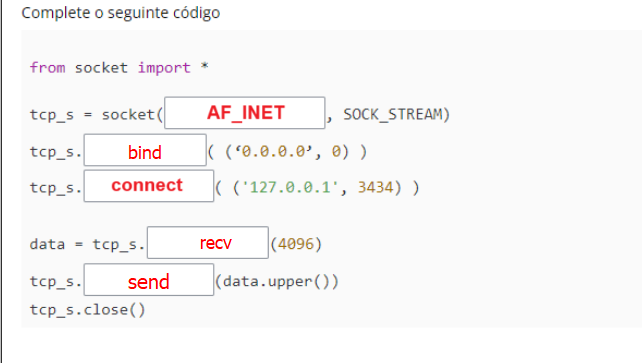 Complete o seguinte código
from socket import *
tcp_s = socket( AF_INET , SOCK_STREAM)
tcp_s. bind ( (‘0.0.0.0’, 0) )
tcp_s. connect ( ('127.0.0.1', 3434) )
data = tcp_s. recv (4096)
tcp_s. send (data.upper())
tcp_s.close()